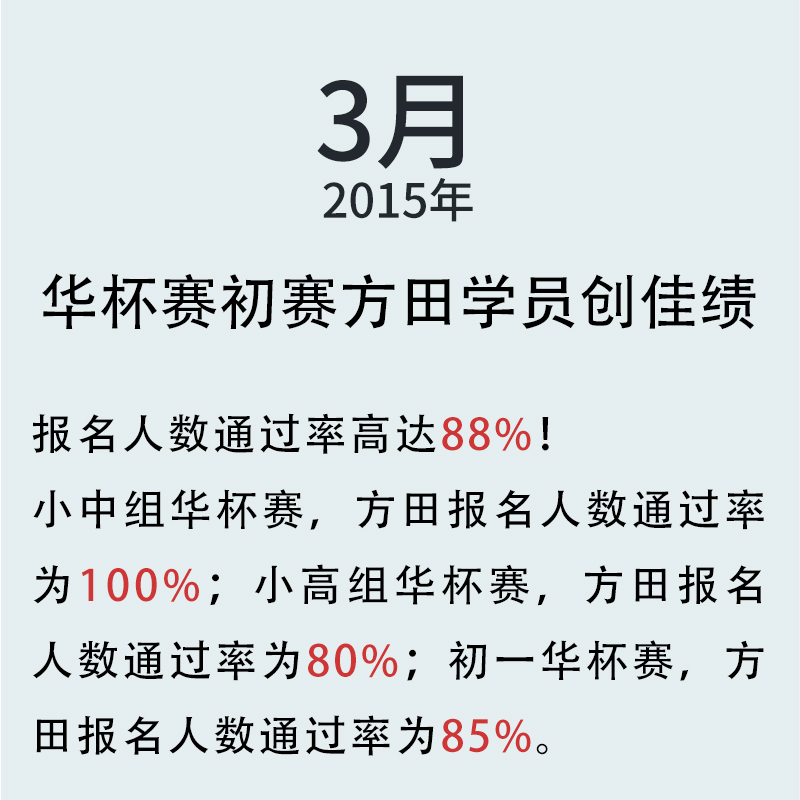 3月
2015年
华杯赛初赛方田学员创佳绩
报名人数通过率高达88%！
小中组华杯赛，方田报名人数通过率
为100%；小高组华杯赛，方田报名
人数通过率为80%；初一华杯赛，方
田报名人数通过率为85%。